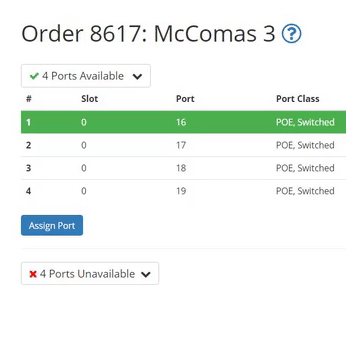 Order 8617: McComas 3 ?
4 Ports Available
# Slot Port Port Class
1 0 16 POE, Switched
2 0 17 POE, Switched
3 0 18 POE, Switched
4 0 19 POE, Switched
Assign Port
4 Ports Unavailable